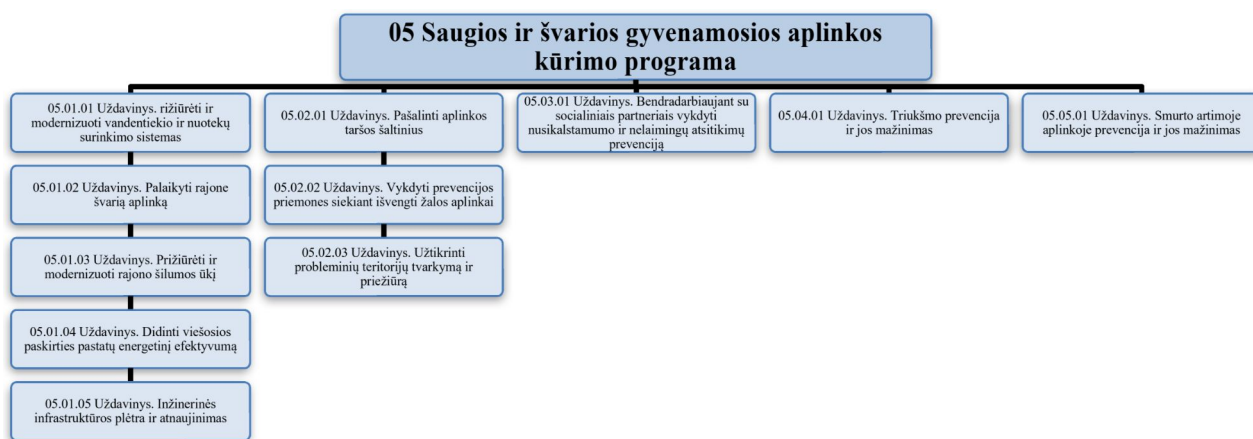 05 Saugios ir švarios gyvenamosios aplinkos
kūrimo programa
05.01.01 Uždavinys. rižiūrėti ir
modernizuoti vandentiekio ir nuotekų
surinkimo sistemas
05.01.02 Uždavinys. Palaikyti rajone
švarią aplinką
05.01.03 Uždavinys. Prižiūrėti ir
modernizuoti rajono šilumos ūkį
05.01.04 Uždavinys. Didinti viešosios
paskirties pastatų energetinį efektyvumą
05.01.05 Uždavinys. Inžinerinės
infrastruktūros plėtra ir atnaujinimas
05.02.01 Uždavinys. Pašalinti aplinkos
taršos šaltinius
05.02.02 Uždavinys. Vykdyti prevencijos
priemones siekiant išvengti žalos aplinkai
05.02.03 Uždavinys. Užtikrinti
probleminių teritorijų tvarkymą ir
priežiūrą
05.03.01 Uždavinys. Bendradarbiaujant su
socialiniais partneriais vykdyti
nusikalstamumo ir nelaimingų atsitikimų
prevenciją
05.04.01 Uždavinys. Triukšmo prevencija
ir jos mažinimas
05.05.01 Uždavinys. Smurto artimoje
aplinkoje prevencija ir jos mažinimas